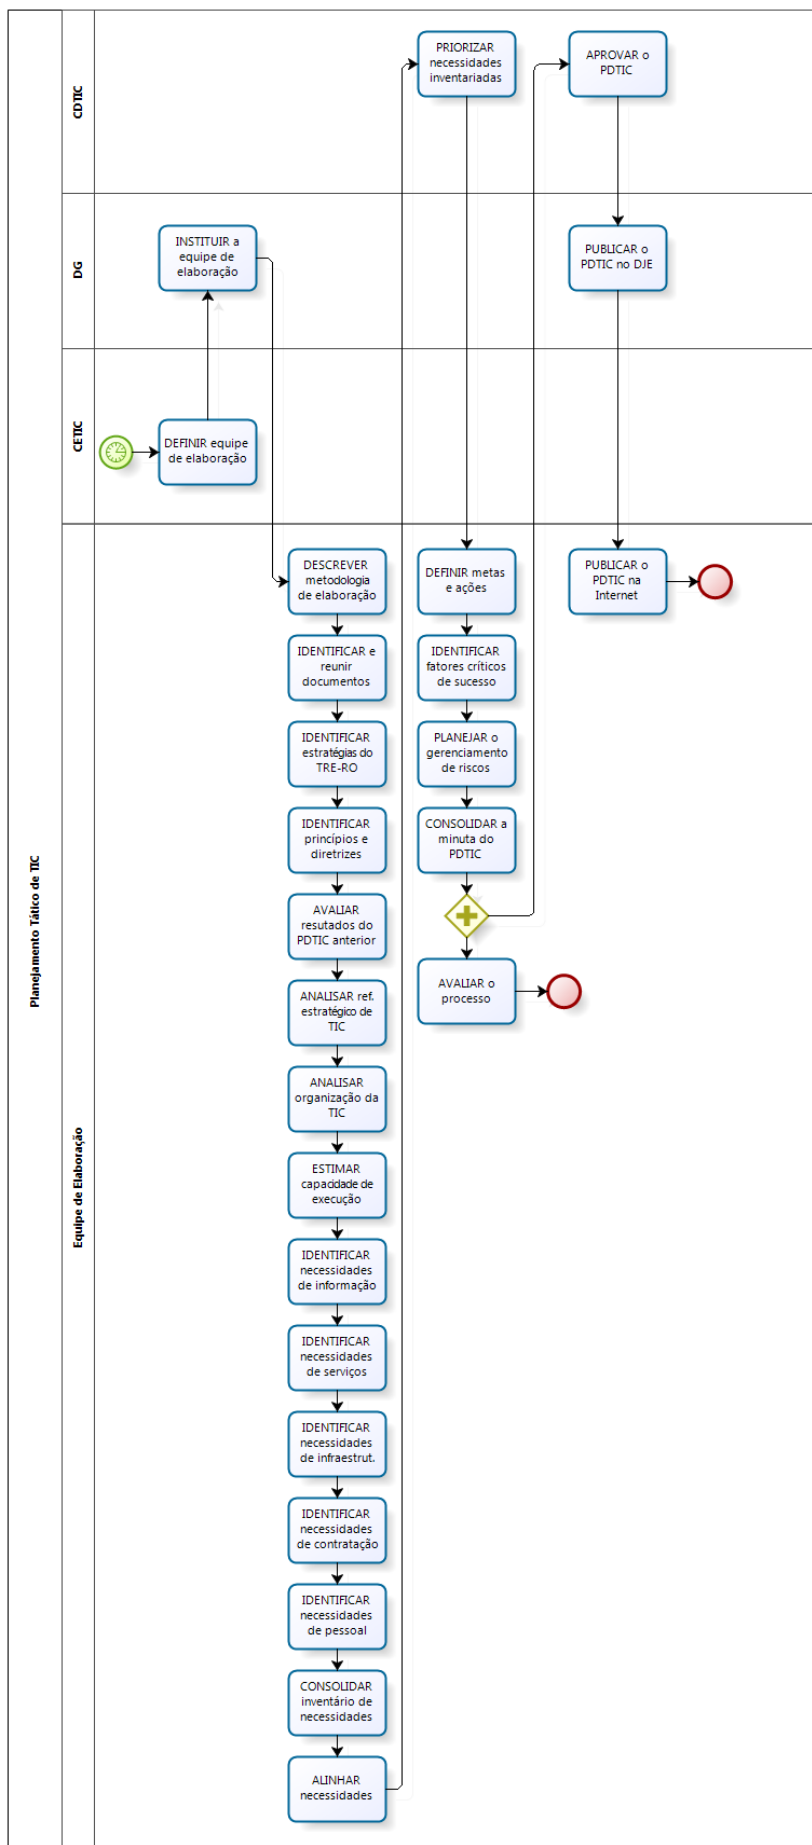 Planejamento Tático de TIC
CDTIC
PRIORIZAR
necessidades
inventariadas
APROVAR o
PDTIC
DG
INSTITUIR a
equipe de
elaboração
PUBLICAR o
PDTIC no DJE
CETIC
DEFINIR equipe
de elaboração
Equipe de Elaboração
DESCREVER
metodologia
de elaboração
IDENTIFICAR e
reunir
documentos
IDENTIFICAR
estratégias do
TRE-RO
IDENTIFICAR
princípios e
diretrizes
AVALIAR
resutados do
PDTIC anterior
ANALISAR ref.
estratégico de
TIC
ANALISAR
organização da
TIC
ESTIMAR
capacidade de
execução
IDENTIFICAR
necessidades
de informação
IDENTIFICAR
necessidades
de serviços
IDENTIFICAR
necessidades
de infraestrut.
IDENTIFICAR
necessidades
de contratação
IDENTIFICAR
necessidades
de pessoal
CONSOLIDAR
inventário de
necessidades
ALINHAR
necessidades
DEFINIR metas
e ações
IDENTIFICAR
fatores críticos
de sucesso
PLANEJAR o
gerenciamento
de riscos
CONSOLIDAR a
minuta do
PDTIC
AVALIAR o
processo
PUBLICAR o
PDTIC na
Internet